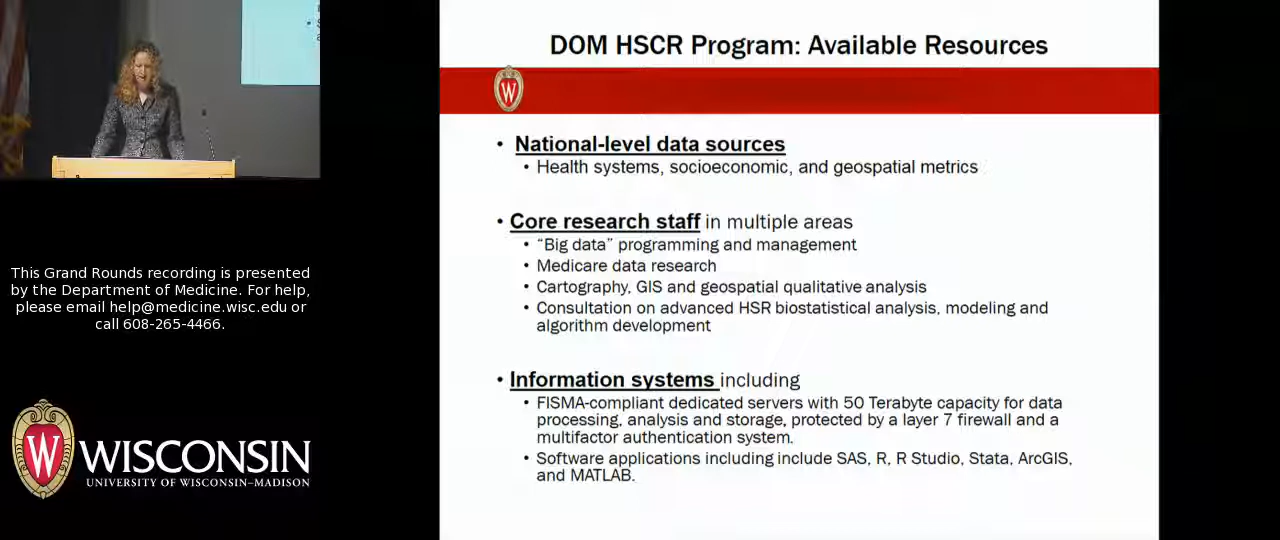 DOM HSCR Program: Available Resources
W
• National-level data sources
• Health systems, socioeconomic, and geospatial metrics
• Core research staff in multiple areas
• “Big data” programming and management
• Medicare data research
• Cartography, GIS and geospatial qualitative analysis
• Consultation on advanced HSR biostatistical analysis, modeling and
algorithm development
• Information systems including
• FISMA-compliant dedicated servers with 50 Terabyte capacity for data
processing, analysis and storage, protected by a layer 7 firewall and a
multifactor authentication system.
• Software applications including include SAS, R, R Studio, Stata, ArcGIS,
and MATLAB.
This Grand Rounds recording is presented
by the Department of Medicine. For help,
please email help@medicine.wisc.edu or
call 608-265-4466.
W
WISCONSIN
UNIVERSITY OF WISCONSIN–MADISON